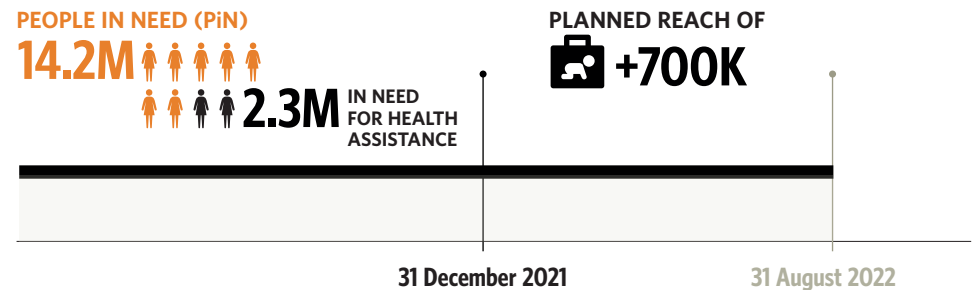 PEOPLE IN NEED (PiN)
14.2M
2.3M
IN NEED
FOR HEALTH
ASSISTANCE
PLANNED REACH OF
+700K
31 December 2021
31 August 2022